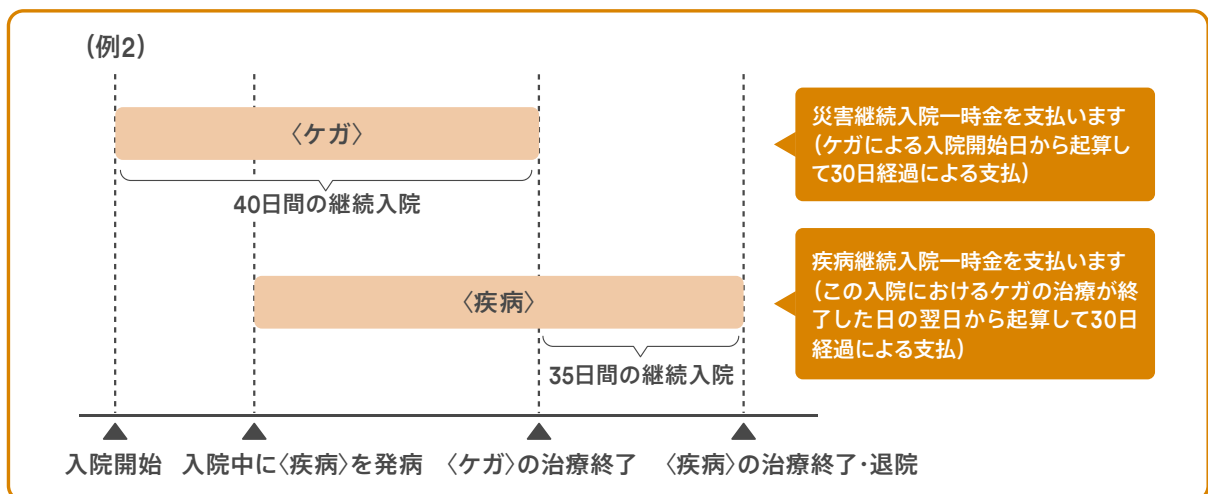 (例2)
〈ケガ〉
40日間の継続入院
災害継続入院一時金を支払います
(ケガによる入院開始日から起算し
て30日経過による支払)
〈疾病〉
35日間の継続入院
疾病継続入院一時金を支払います
(この入院におけるケガの治療が終
了した日の翌日から起算して30日
経過による支払)
入院開始 入院中に〈疾病〉を発病 〈ケガ〉の治療終了 〈疾病〉の治療終了・退院